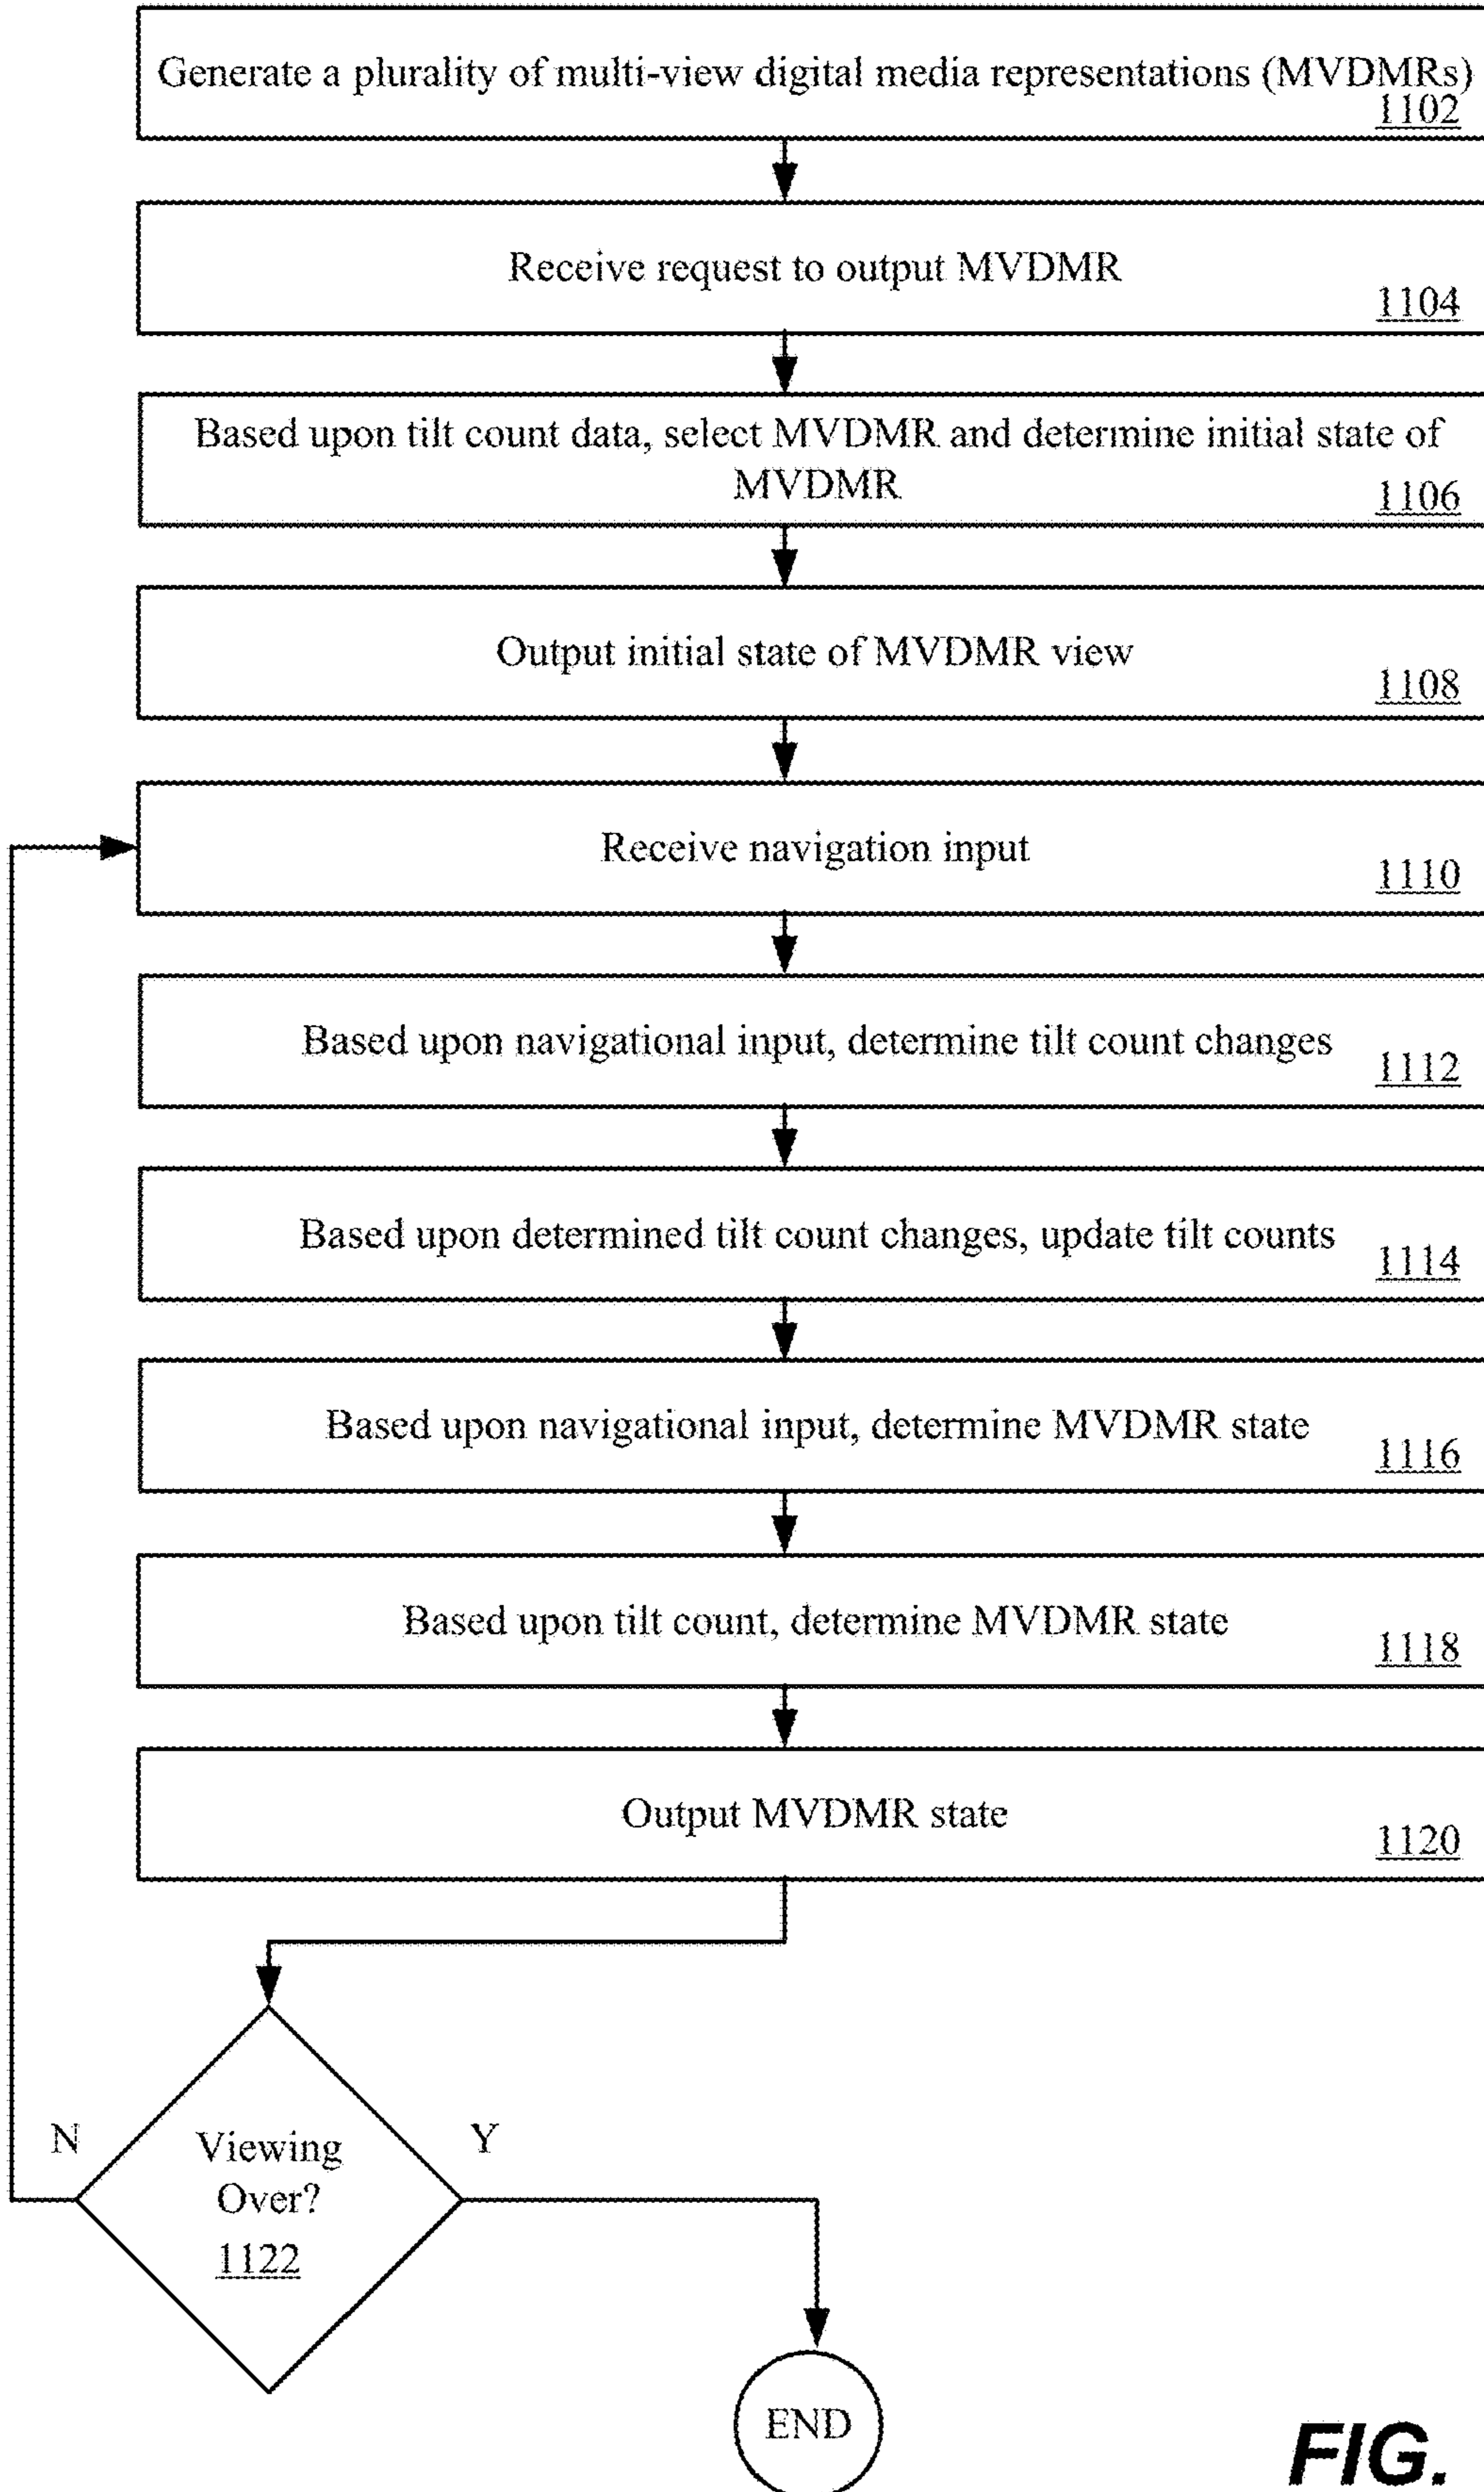 Generate a plurality of multi-view digital media representations (MVDMRs)
1102
Receive request to output MVDMR
1104
Based upon tilt count data, select MVDMR and determine initial state of
MVDMR
1106
Output initial state of MVDMR view
1108
Receive navigation input
1110
Based upon navigational input, determine tilt count changes
1112
Based upon determined tilt count changes, update tilt counts
1114
Based upon navigational input, determine MVDMR state
1116
Based upon tilt count, determine MVDMR state
1118
Output MVDMR state
1120
N
Y
Viewing
Over?
1122
END
FIG.